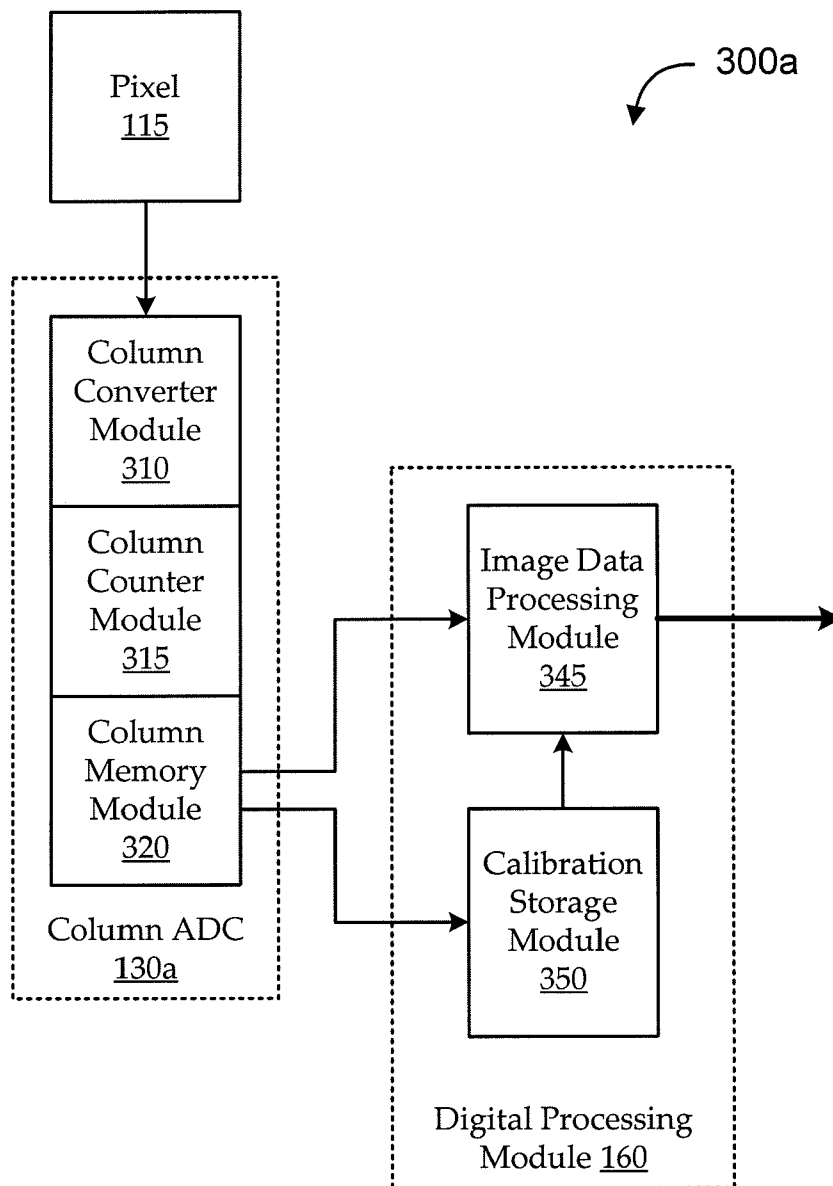 Pixel
115
300a
Column
Converter
Module
310
Column
Counter
Module
315
Column
Memory
Module
320
Column ADC
130a
Image Data
Processing
Module
345
Calibration
Storage
Module
350
Digital Processing
Module 160